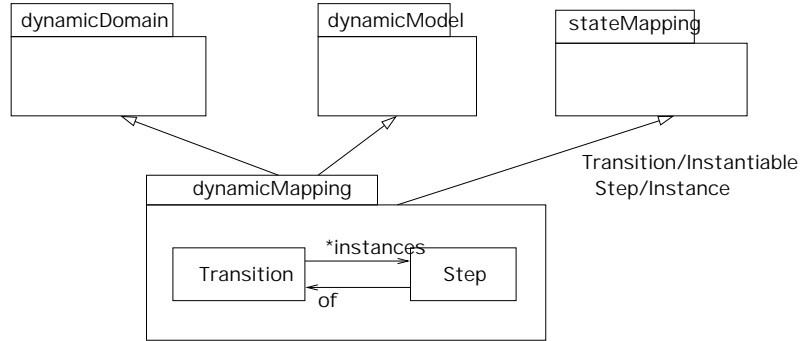 dynamicDomain
dynamicModel
stateMapping
Transition/Instantiable
Step/Instance
dynamicMapping
*instances
Transition
Step
of